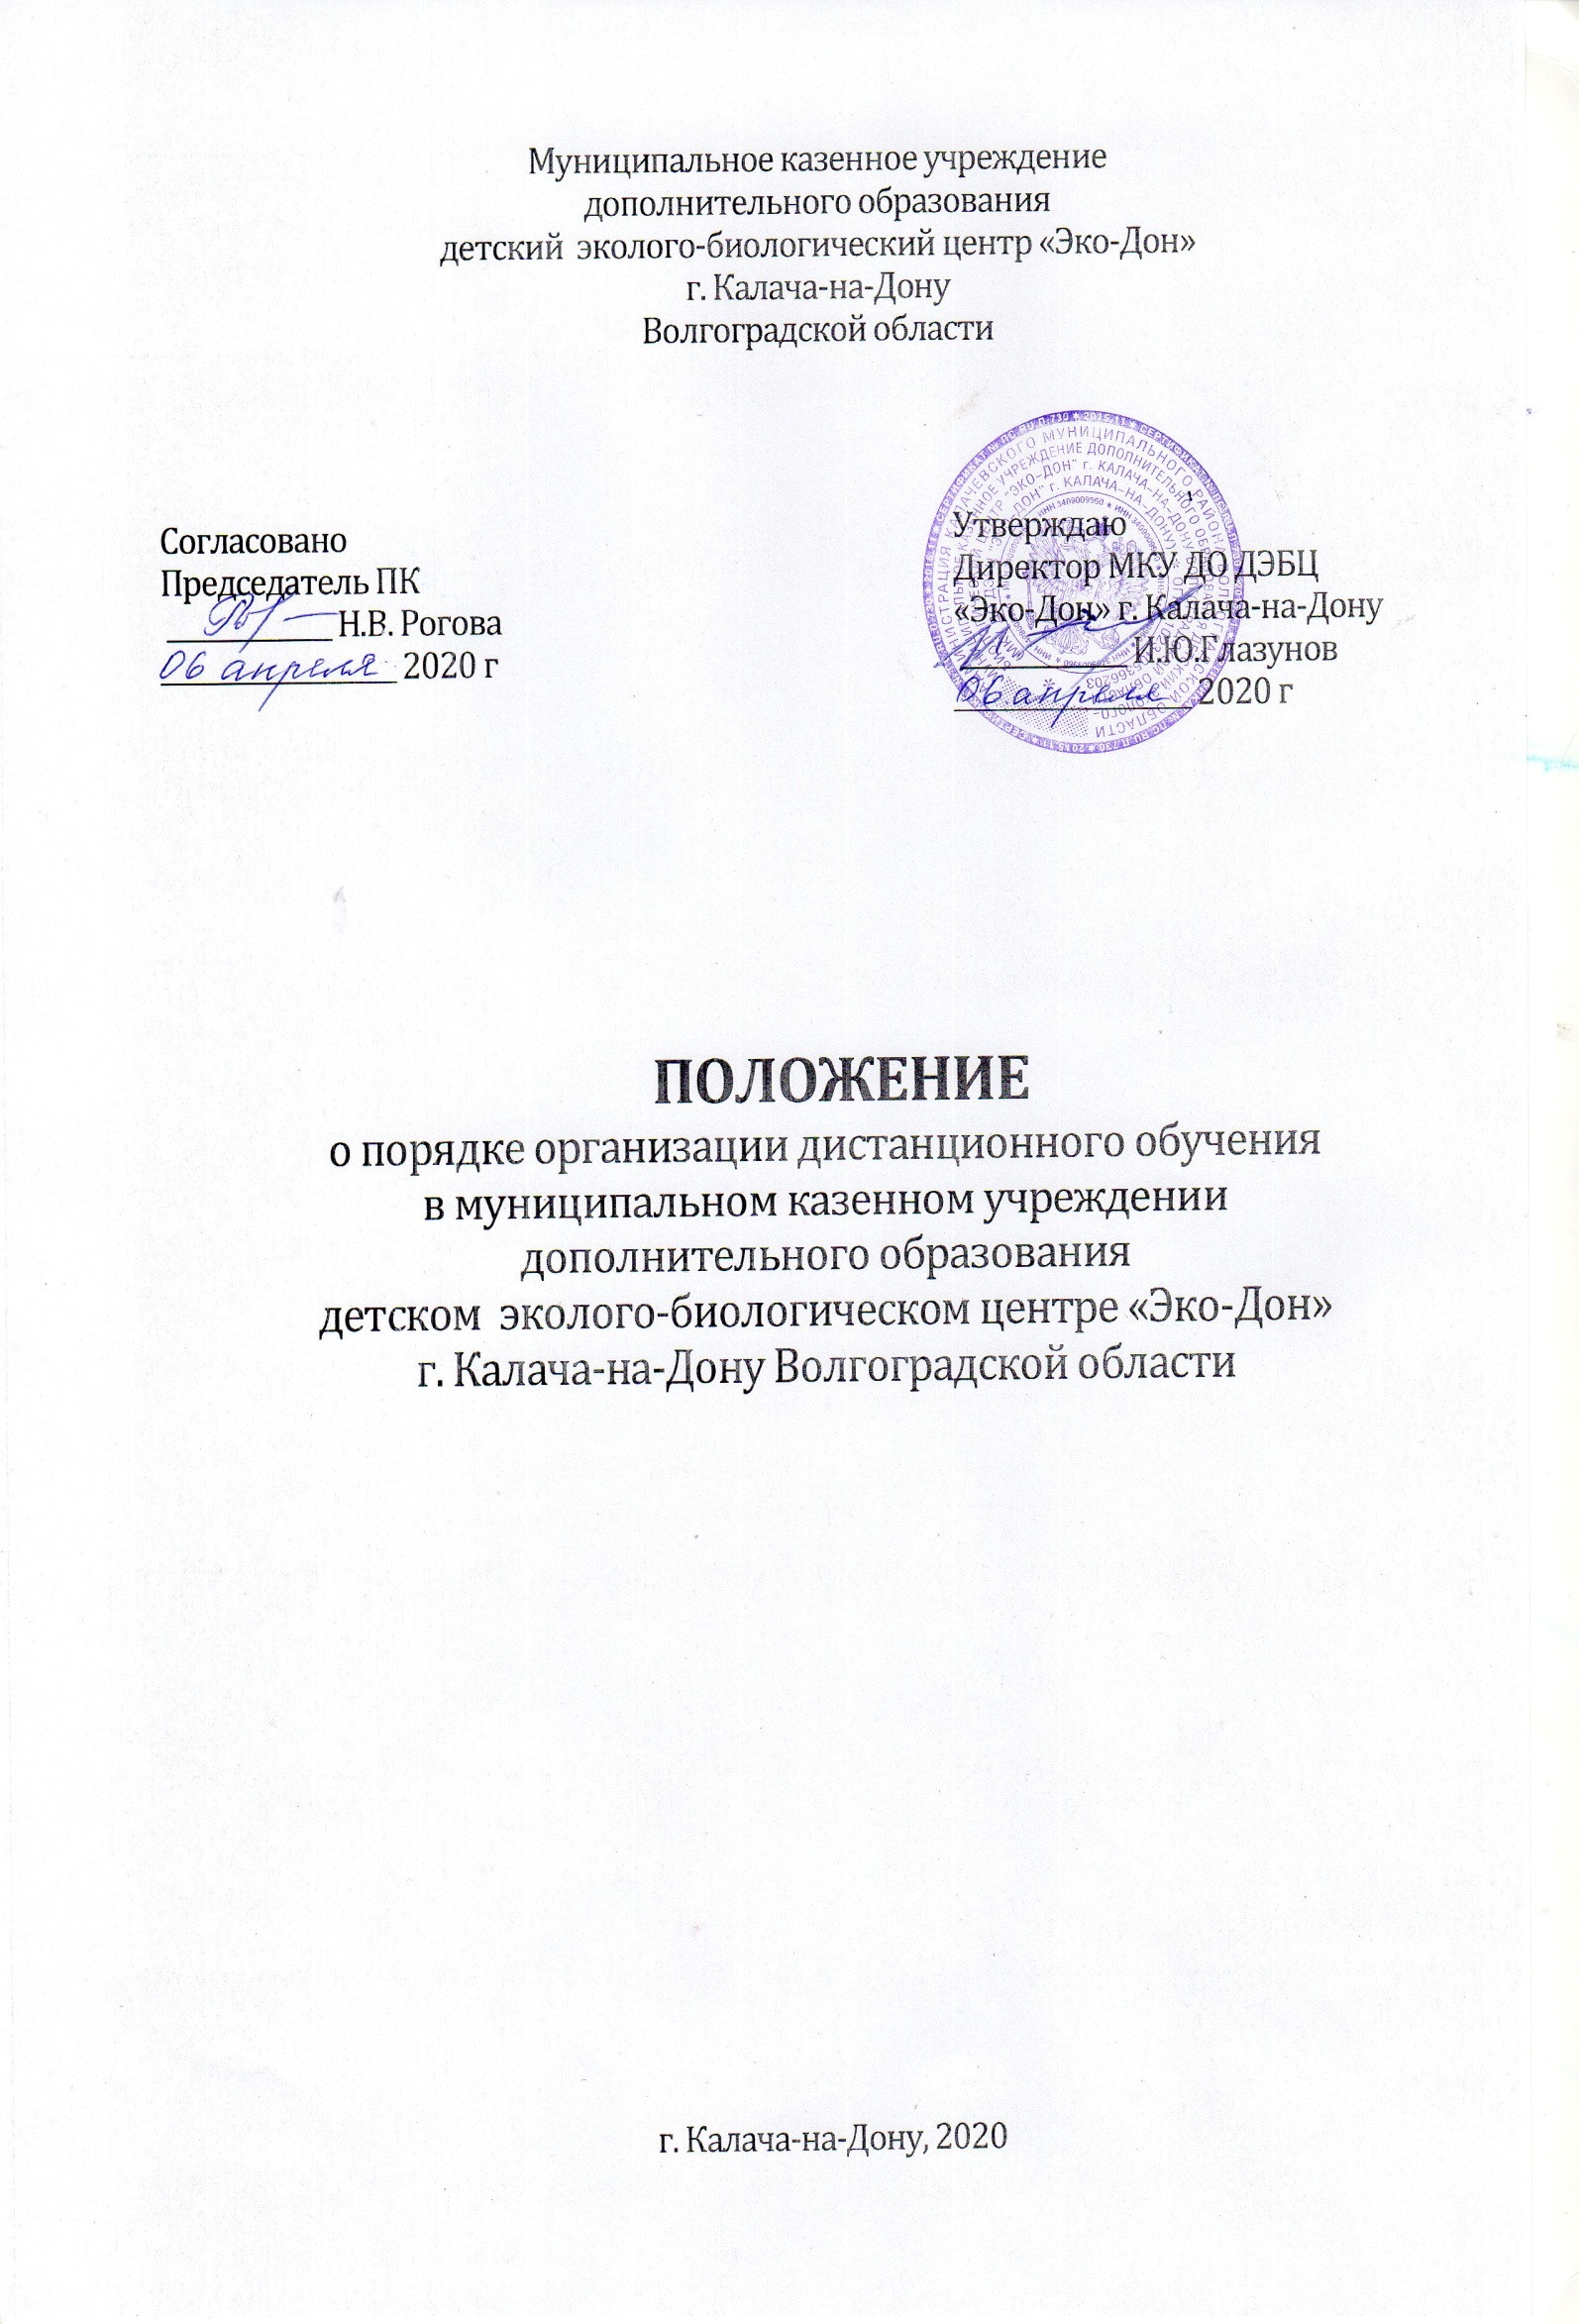 Муниципальное казенное учреждение
дополнительного образования
детский эколого-биологический центр «Эко-Дон»
г. Калача-на-Дону
Волгоградской области
Согласовано
Председатель ПК
Н.В. Рогова
06 апреля 2020 г
Утверждаю
Директор МКУ ДО ДЭБЦ
«Эко-Дон» г. Калача-на-Дону
И.Ю.Глазунов
06 апреля 2020 г
ПОЛОЖЕНИЕ
о порядке организации дистанционного обучения
в муниципальном казенном учреждении
дополнительного образования
детском эколого-биологическом центре «Эко-Дон»
г. Калача-на-Дону Волгоградской области
г. Калача-на-Дону, 2020